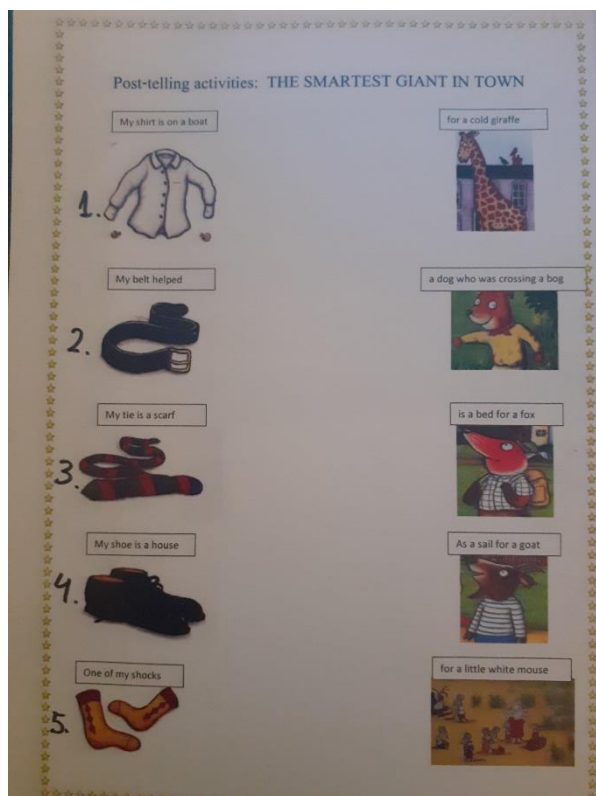 Post-telling activities: THE SMARTEST GIANT IN TOWN
My shirt is on a boat
for a cold giraffe
1.
My belt helped
a dog who was crossing a bog
2.
My tie is a scarf
is a bed for a fox
3.
My shoe is a house
As a sail for a goat
4.
One of my shocks
for a little white mouse
5.